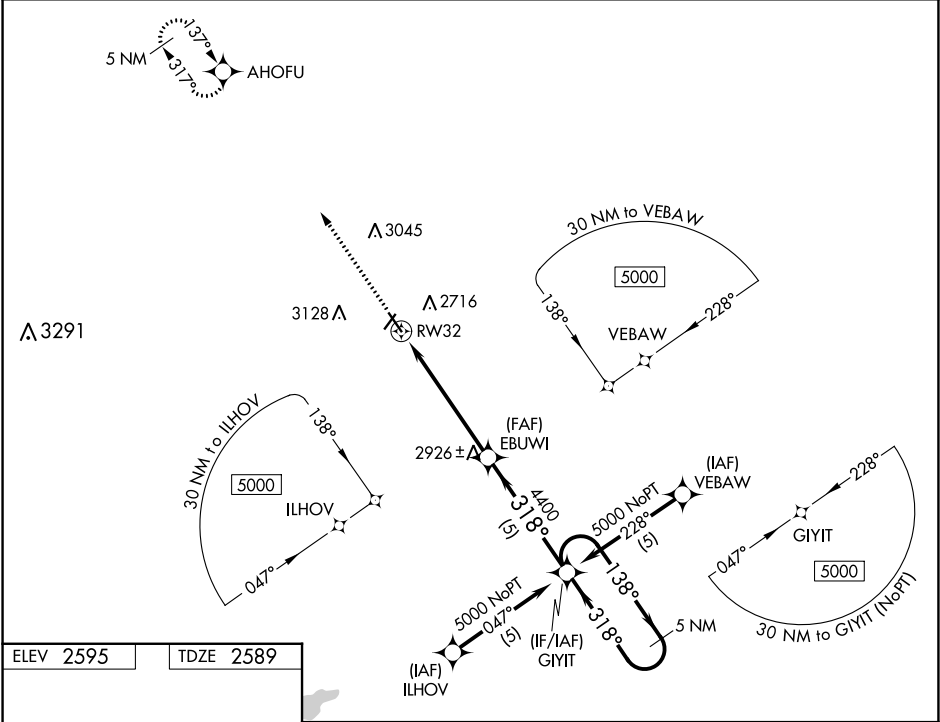 137°
5 NM
317°
AHOFU
30 NM to VEBAW
3045
5000
3128
2716
138°
228°
3291
RW32
VEBAW
(FAF)
EBUWI
30 NM to ILHOV
138°
2926±
5000
ILHOV
4400
318°
(5)
(IAF)
VEBAW
5000 NoPT
228°
(5)
228°
GIYIT
047°
047°
5000
138°
5000 NoPT
047°
(5)
318°
5 NM
30 NM to GIYIT (NoPT)
(IF/IAF)
GIYIT
(IAF)
ILHOV
ELEV 2595
TDZE 2589